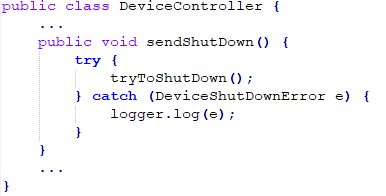 public class DeviceController {
    ...
    public void sendShutDown() {
        try {
            tryToShutDown();
        } catch (DeviceShutDownError e) {
            logger.log(e);
        }
    }
    ...
}